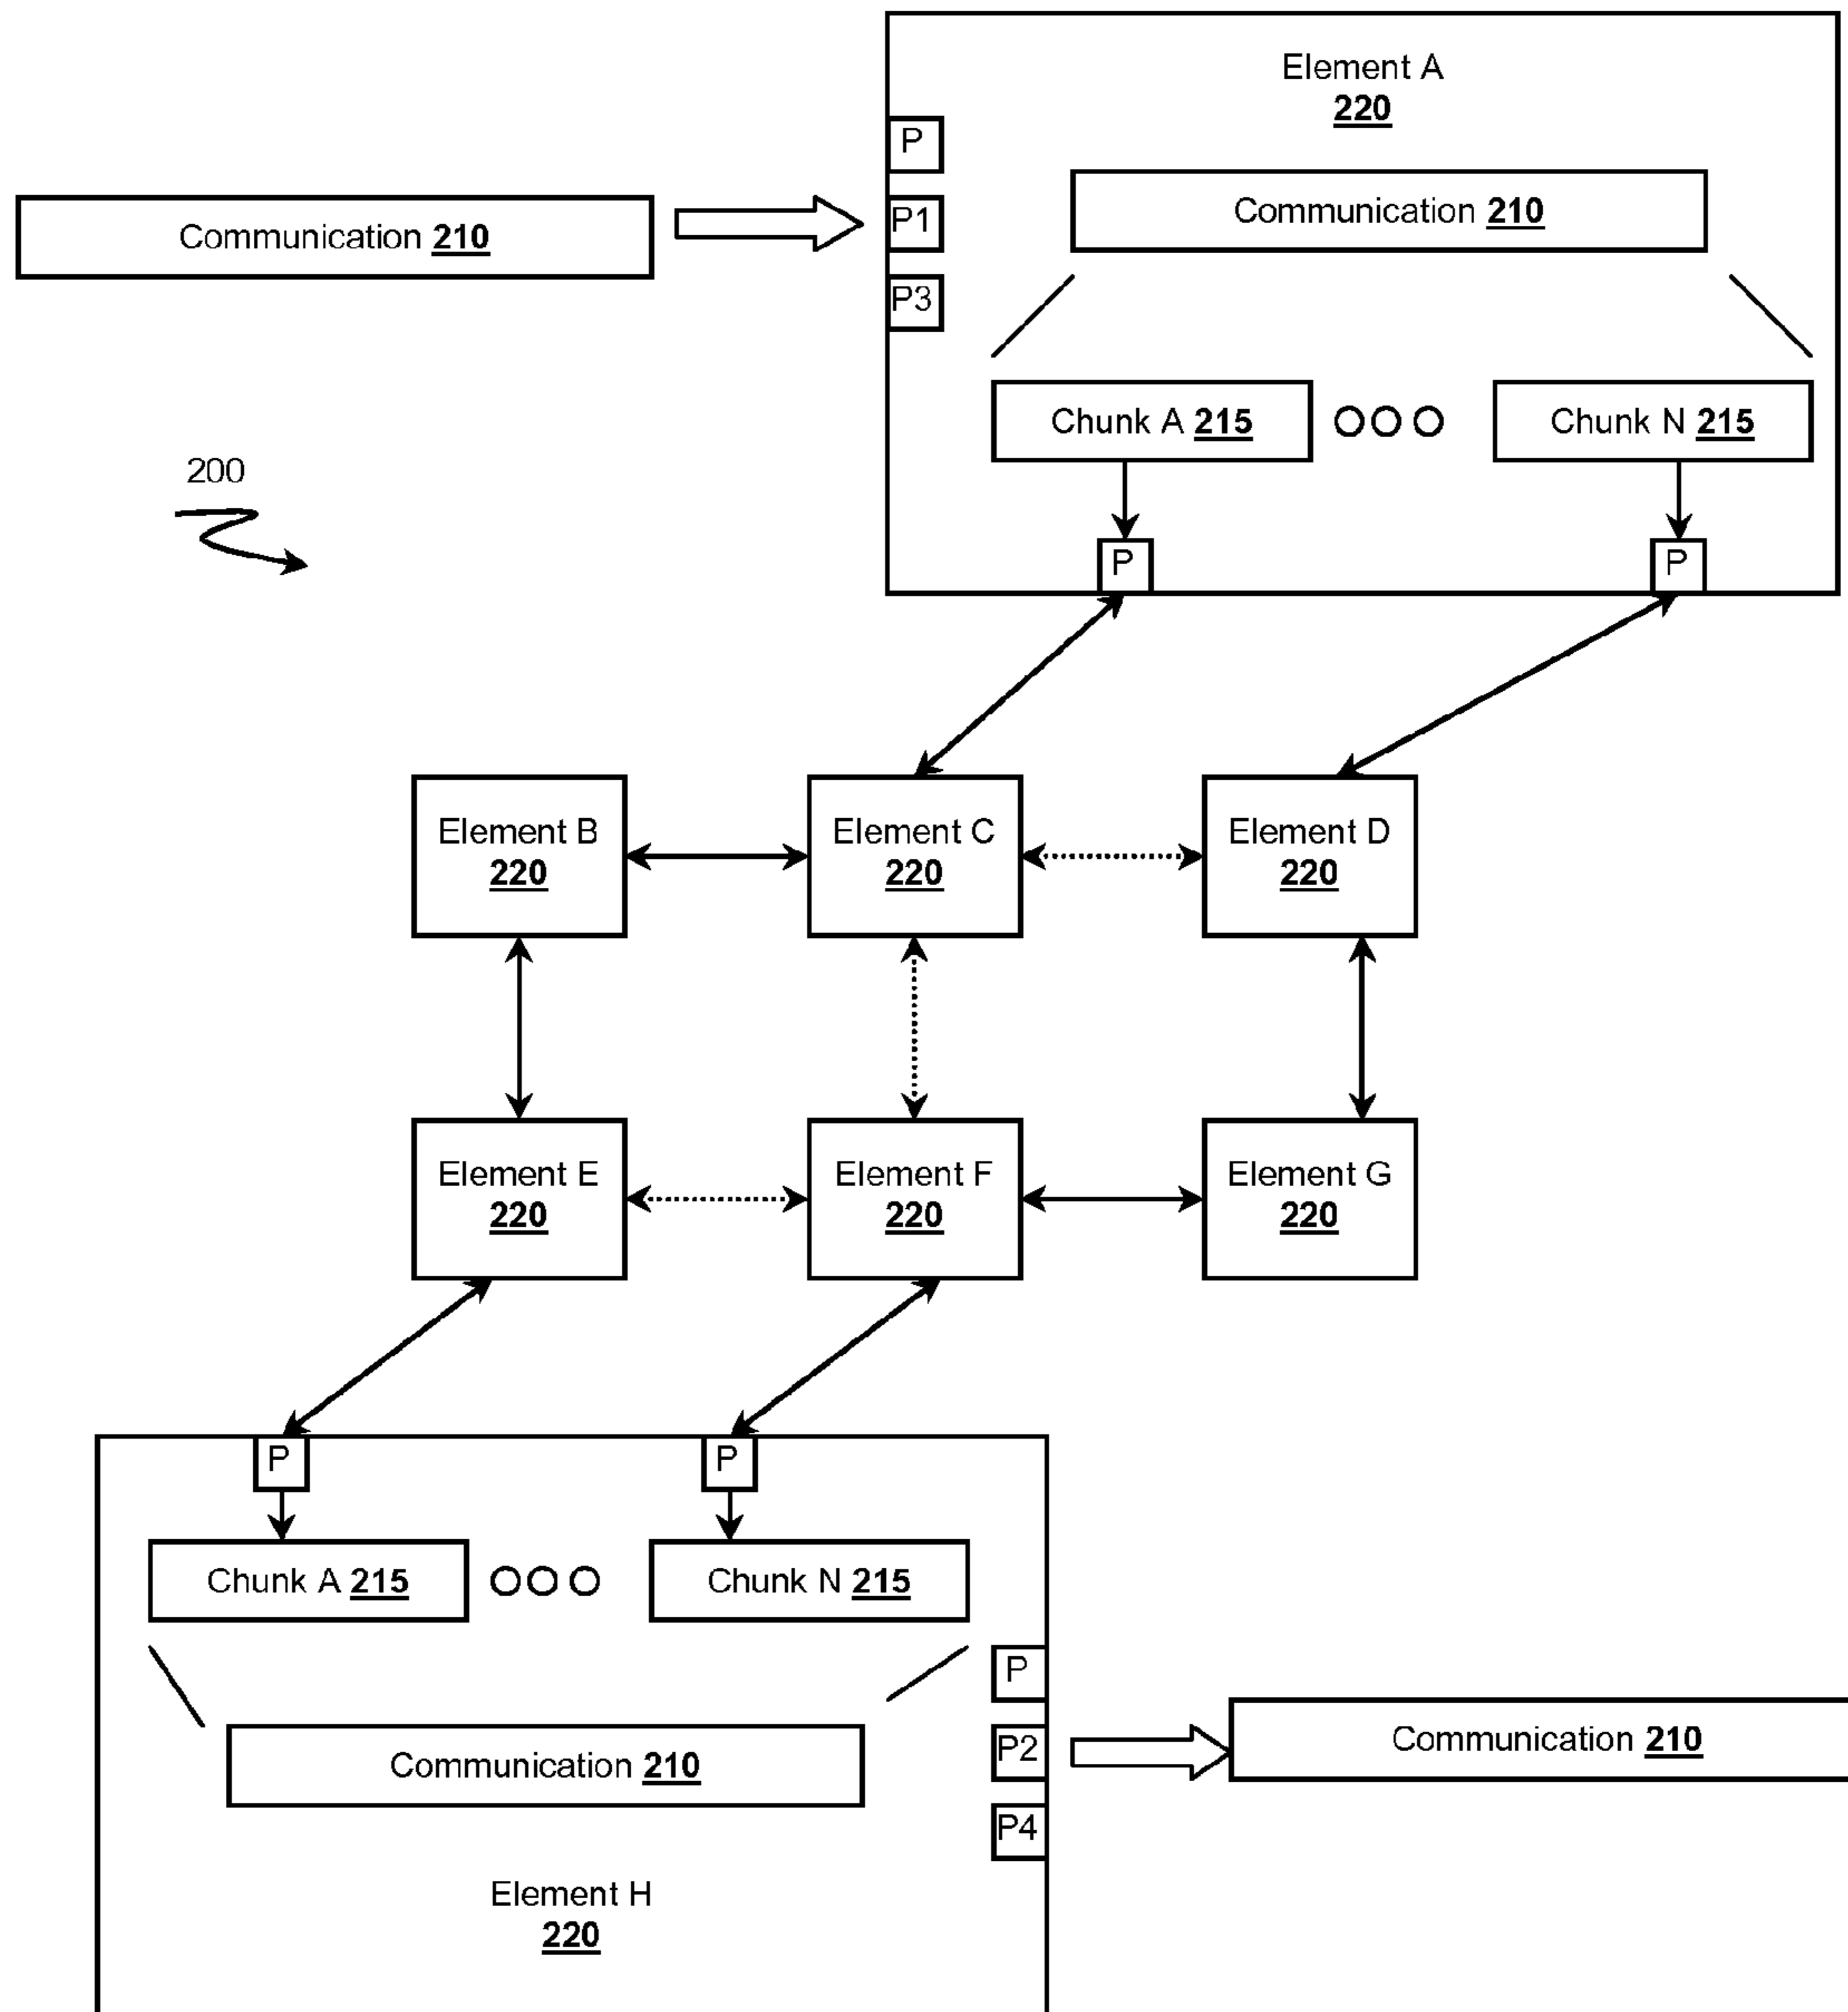 Element A
220
P
Communication 210
P1
Communication 210
P3
Chunk A 215
Chunk N 215
200
P
P
Element B
220
Element C
220
Element D
220
Element E
220
Element F
220
Element G
220
P
P
Chunk A 215
Chunk N 215
P
Communication 210
P2
Communication 210
P4
Element H
220